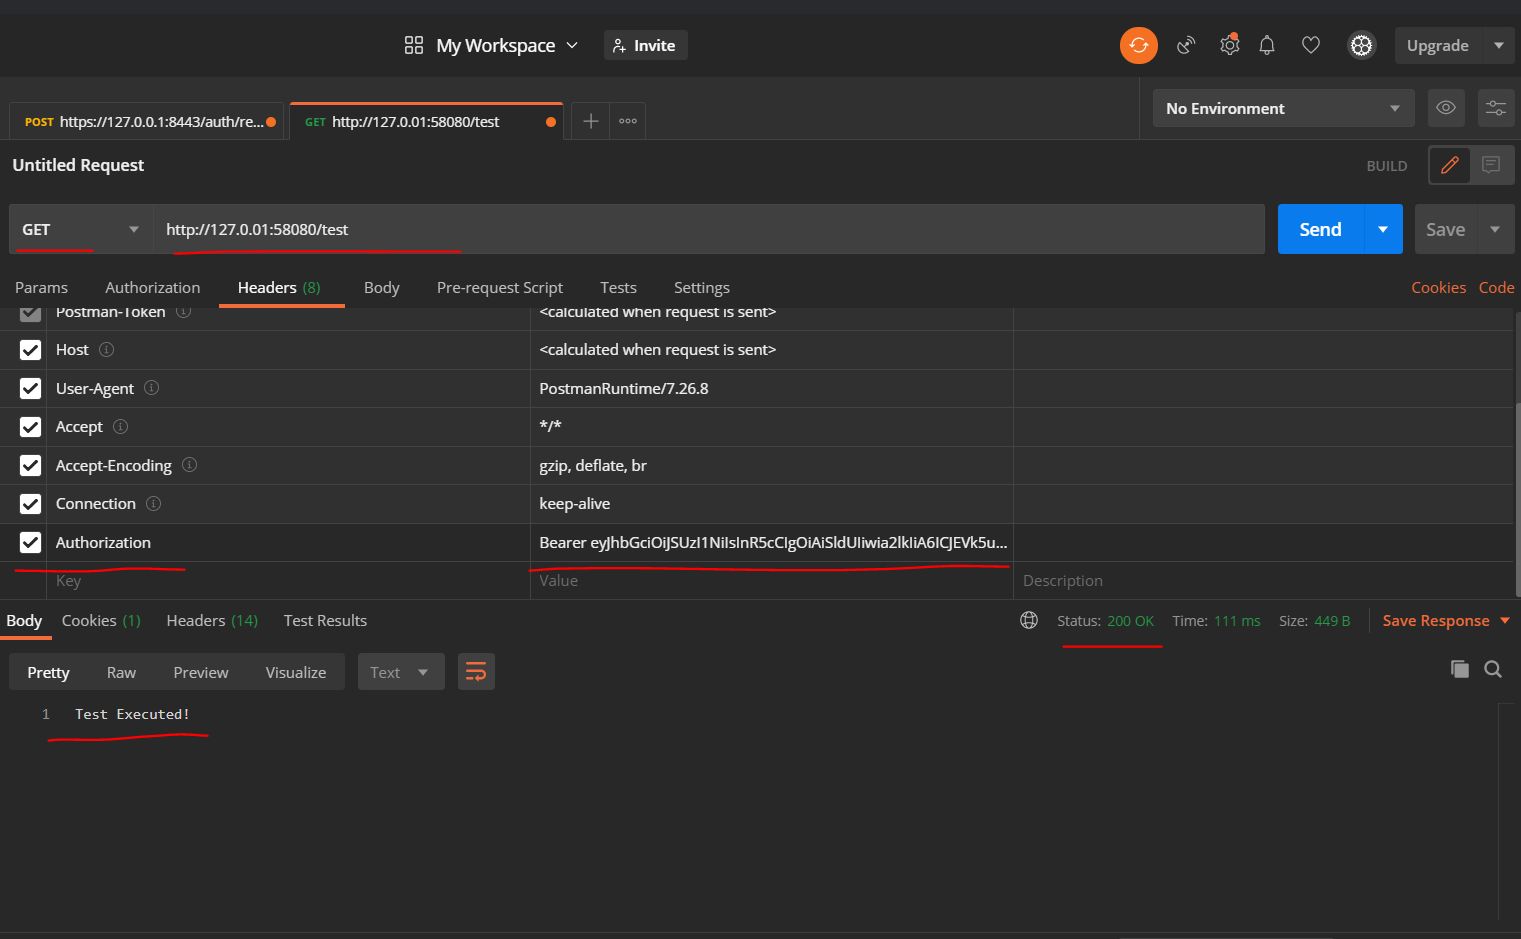 My Workspace
Invite
Upgrade
POST https://127.0.0.1:8443/auth/re...
GET http://127.0.01:58080/test
No Environment
Untitled Request
BUILD
GET
http://127.0.01:58080/test
Send
Save
Params
Authorization
Headers (8)
Body
Pre-request Script
Tests
Settings
Cookies
Code
Postman-Token <calculated when request is sent>
Host <calculated when request is sent>
User-Agent PostmanRuntime/7.26.8
Accept */*
Accept-Encoding gzip, deflate, br
Connection keep-alive
Authorization Bearer eyJhbGciOiJSUzI1NiIsInR5cCIgOiAiSldUIiwia2lkIiA6ICJEVk5u...
Key Value Description
Body
Cookies (1)
Headers (14)
Test Results
Status: 200 OK
Time: 111 ms
Size: 449 B
Save Response
Pretty
Raw
Preview
Visualize
Text
1 Test Executed!